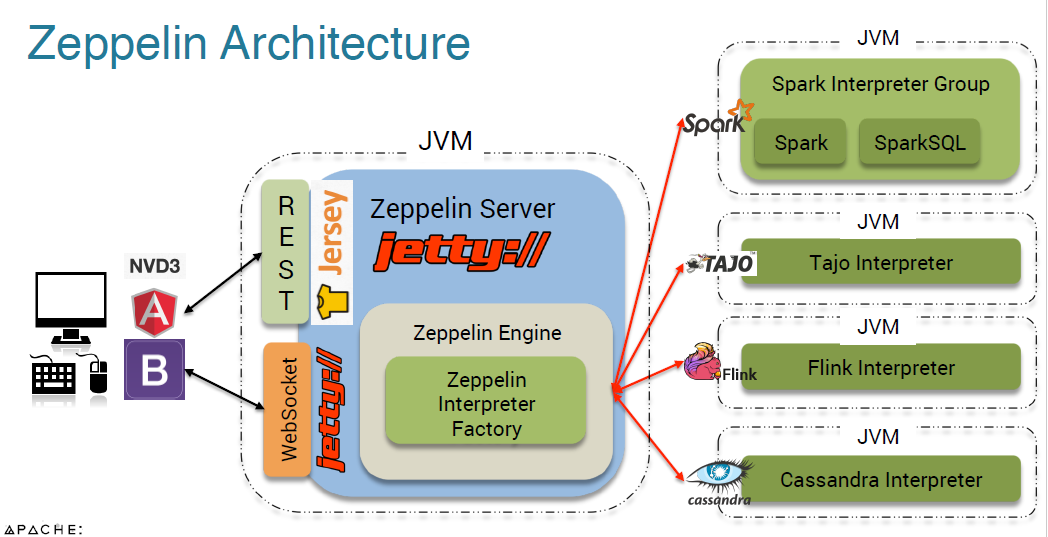 Zeppelin Architecture
JVM
REST
Jersey
Zeppelin Server
jetty://
NVD3
A
B
WebSocket
jetty://
Zeppelin Engine
Zeppelin
Interpreter
Factory
JVM
Spark Interpreter Group
Spark
Spark
SparkSQL
JVM
TAJO
Tajo Interpreter
JVM
Flink
Flink Interpreter
JVM
cassandra
Cassandra Interpreter
APACHE: